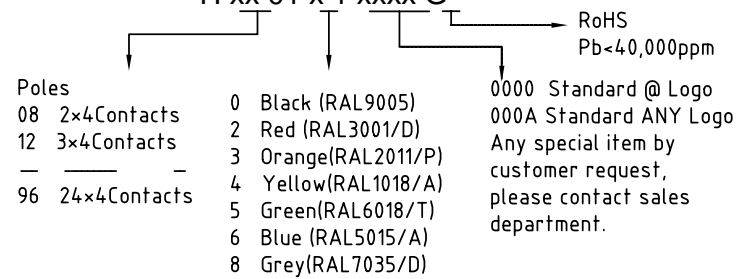 RoHS
Pb<40,000ppm
Poles
08 2×4Contacts
12 3×4Contacts
— — —
96 24×4Contacts
0 Black (RAL9005)
2 Red (RAL3001/D)
3 Orange(RAL2011/P)
4 Yellow(RAL1018/A)
5 Green(RAL6018/T)
6 Blue (RAL5015/A)
8 Grey(RAL7035/D)
0000 Standard @ Logo
000A Standard ANY Logo
Any special item by
customer request,
please contact sales
department.